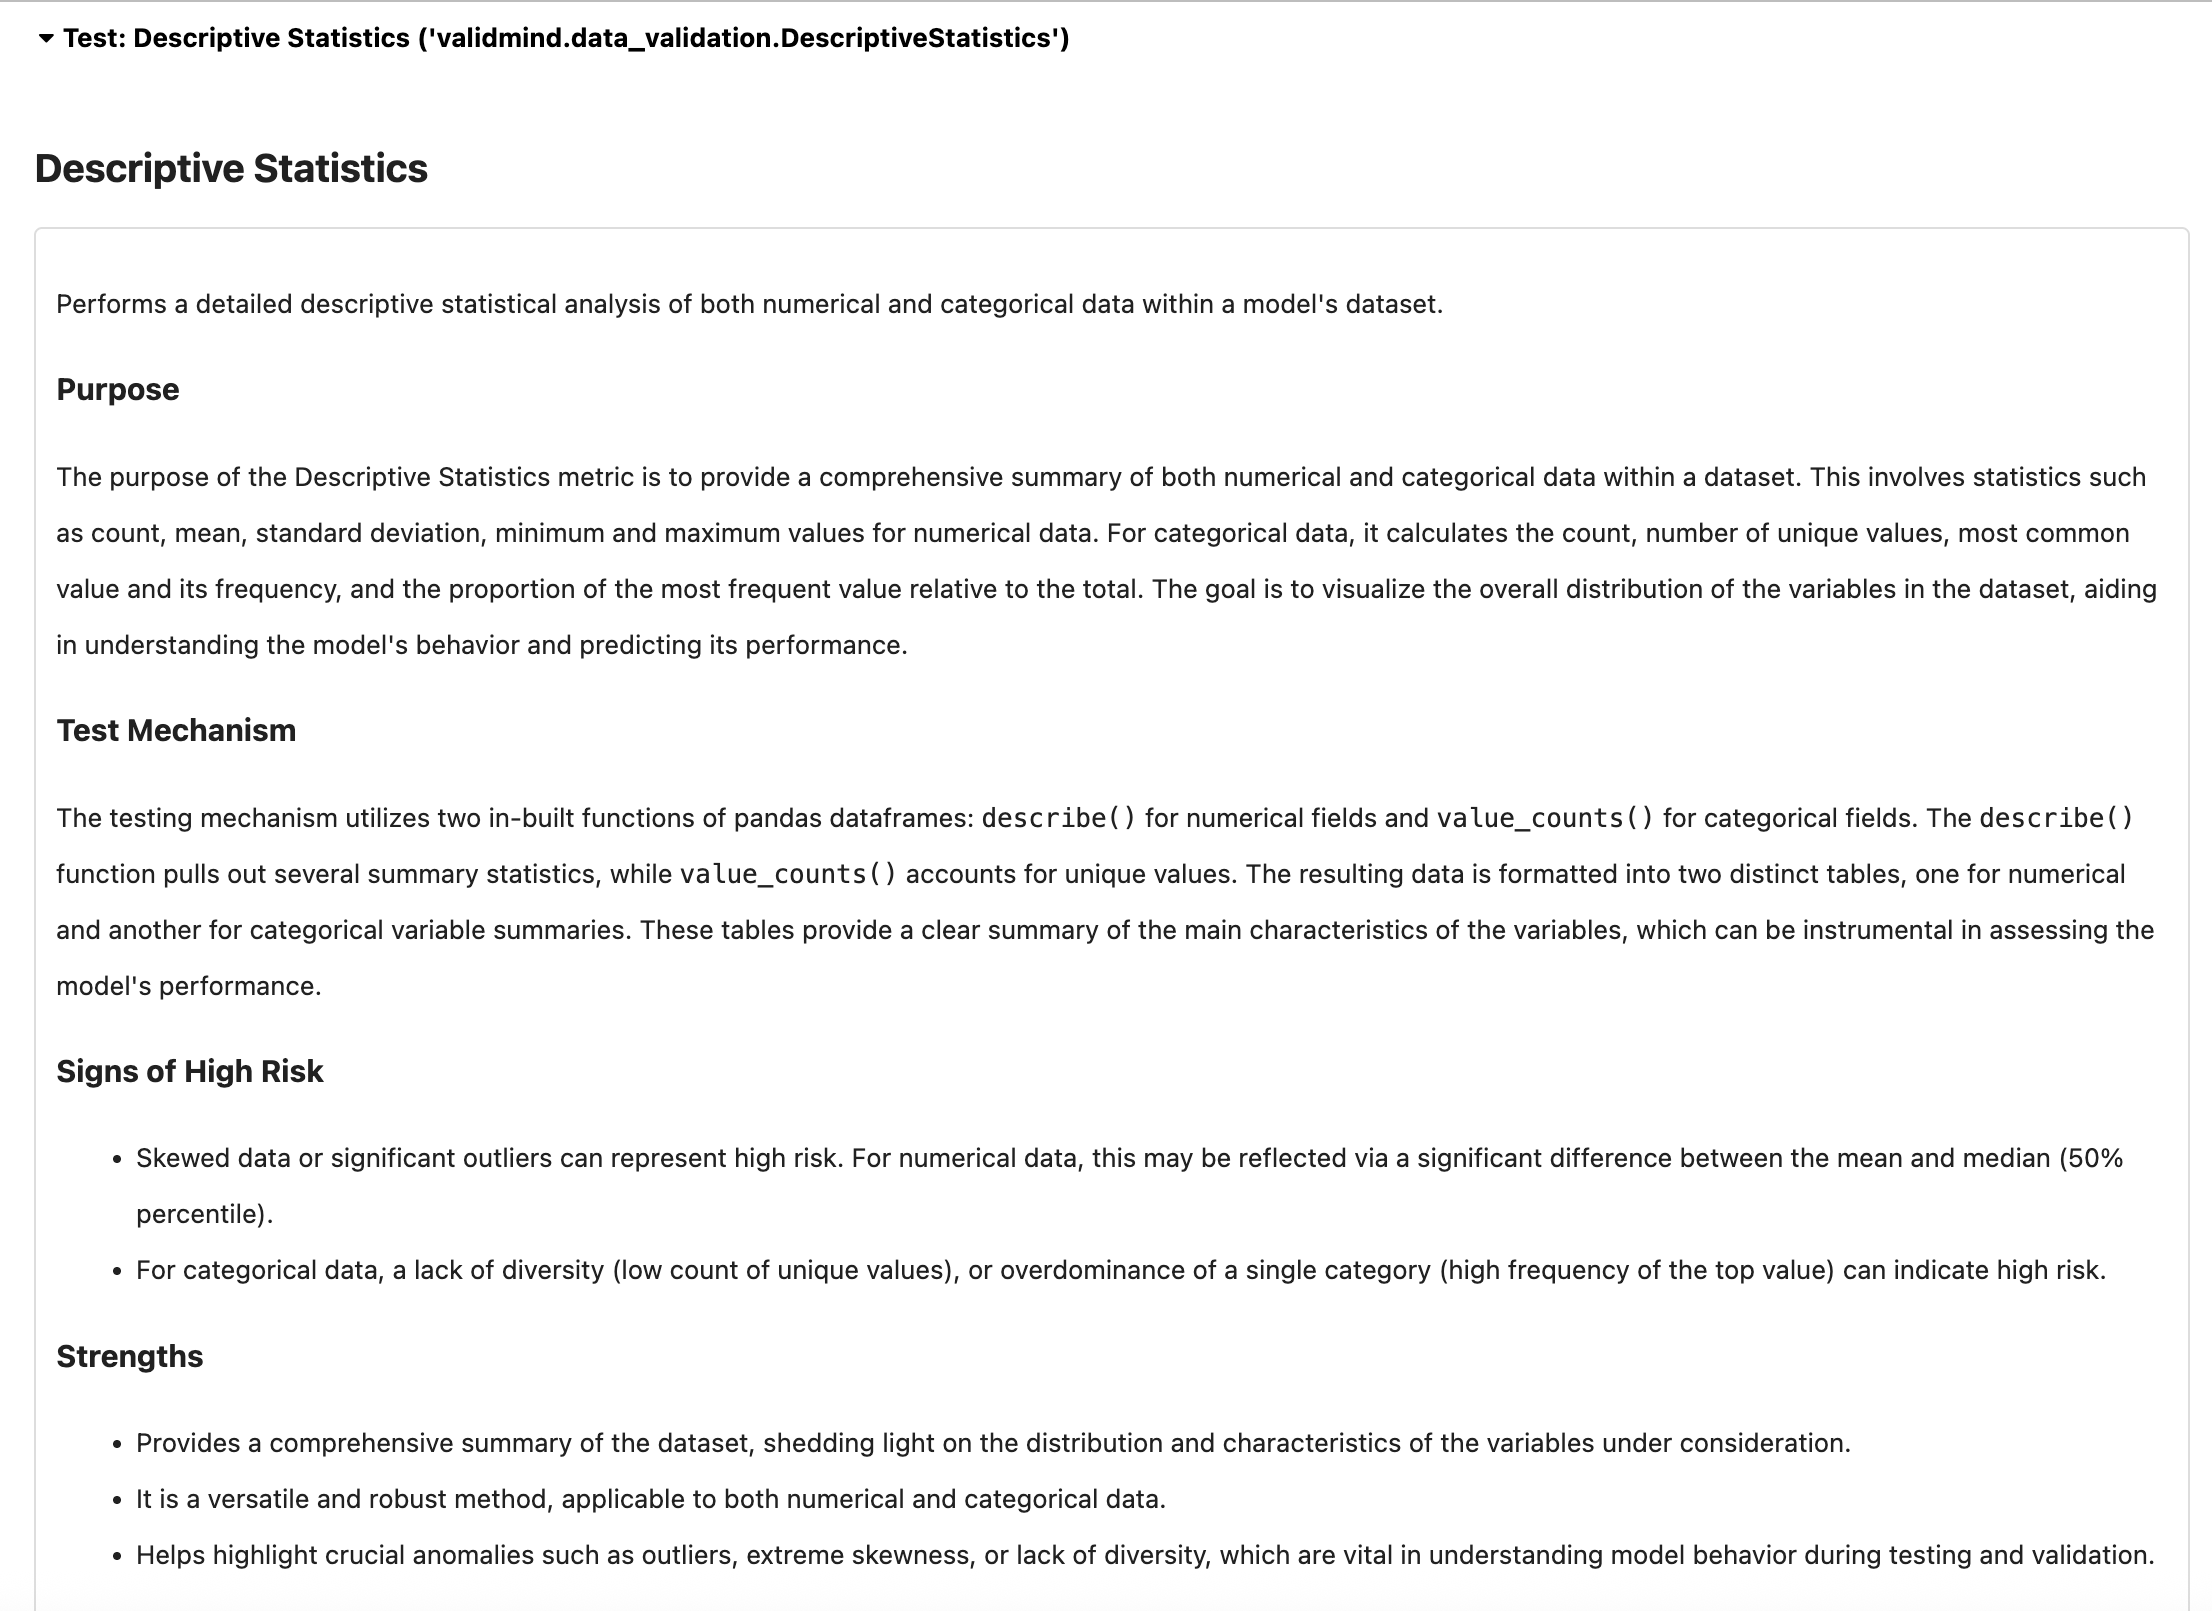 Test: Descriptive Statistics ('validmind.data_validation.DescriptiveStatistics')
Descriptive Statistics
Performs a detailed descriptive statistical analysis of both numerical and categorical data within a model's dataset.
Purpose
The purpose of the Descriptive Statistics metric is to provide a comprehensive summary of both numerical and categorical data within a dataset. This involves statistics such
as count, mean, standard deviation, minimum and maximum values for numerical data. For categorical data, it calculates the count, number of unique values, most common
value and its frequency, and the proportion of the most frequent value relative to the total. The goal is to visualize the overall distribution of the variables in the dataset, aiding
in understanding the model's behavior and predicting its performance.
Test Mechanism
The testing mechanism utilizes two in-built functions of pandas dataframes: describe() for numerical fields and value_counts() for categorical fields. The describe()
function pulls out several summary statistics, while value_counts() accounts for unique values. The resulting data is formatted into two distinct tables, one for numerical
and another for categorical variable summaries. These tables provide a clear summary of the main characteristics of the variables, which can be instrumental in assessing the
model's performance.
Signs of High Risk
• Skewed data or significant outliers can represent high risk. For numerical data, this may be reflected via a significant difference between the mean and median (50%
percentile).
• For categorical data, a lack of diversity (low count of unique values), or overdominance of a single category (high frequency of the top value) can indicate high risk.
Strengths
• Provides a comprehensive summary of the dataset, shedding light on the distribution and characteristics of the variables under consideration.
• It is a versatile and robust method, applicable to both numerical and categorical data.
• Helps highlight crucial anomalies such as outliers, extreme skewness, or lack of diversity, which are vital in understanding model behavior during testing and validation.